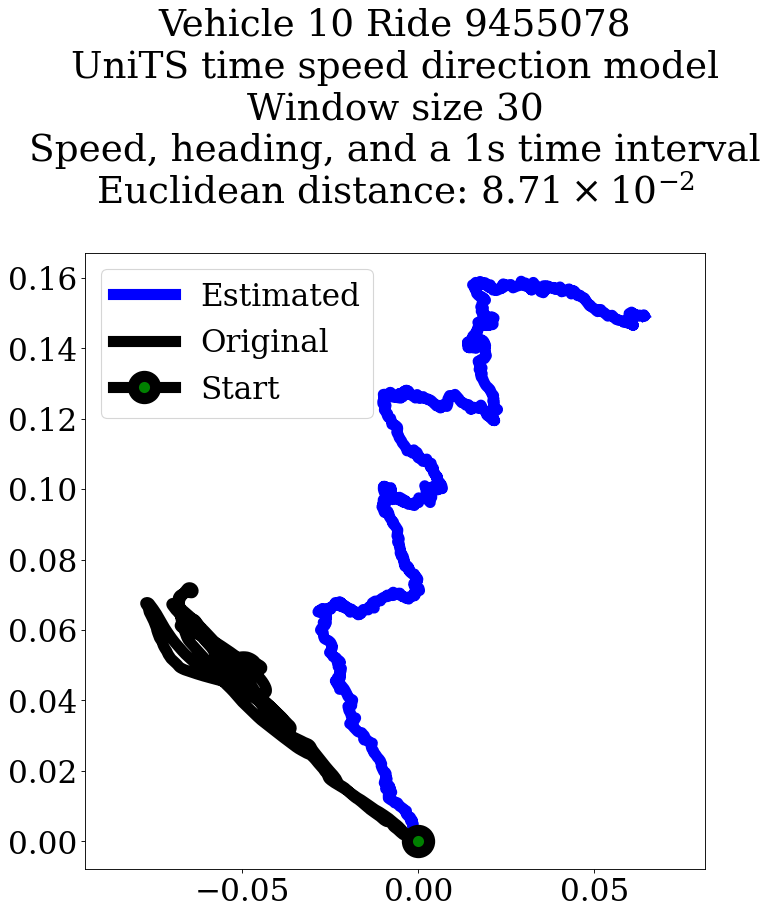 Vehicle 10 Ride 9455078
UniTS time speed direction model
Window size 30
Speed, heading, and a 1s time interval
Euclidean distance: $8.71 \times 10^{-2}$
Estimated
Original
Start
0.16
0.14
0.12
0.10
0.08
0.06
0.04
0.02
0.00
−0.05
0.00
0.05